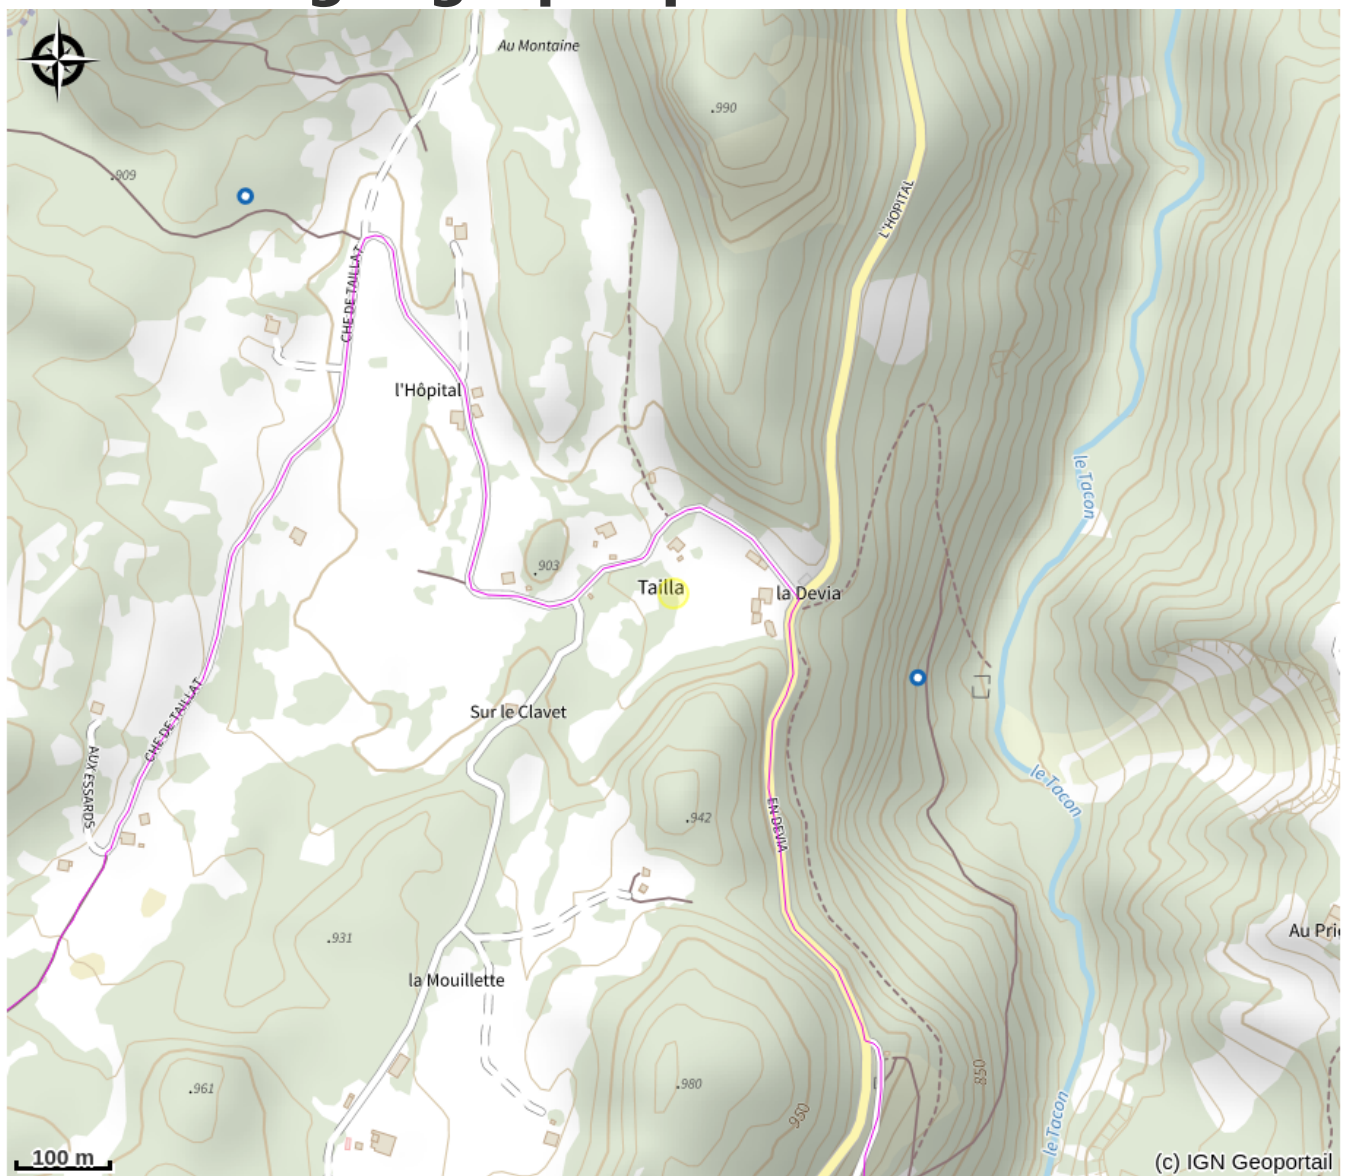 Au Montaine
990
909
L'HOPITAL
CHE DE TAILLAT
l'Hôpital
le Tacon
903
Tailla
la Devia
CHE DE TAILLAT
Sur le Clavet
AUX ESSARDS
le Tacon
EN DEVIA
942
931
Au Prie
la Mouillette
961
980
950
850
le Tacon
100 m
(c) IGN Geoportail